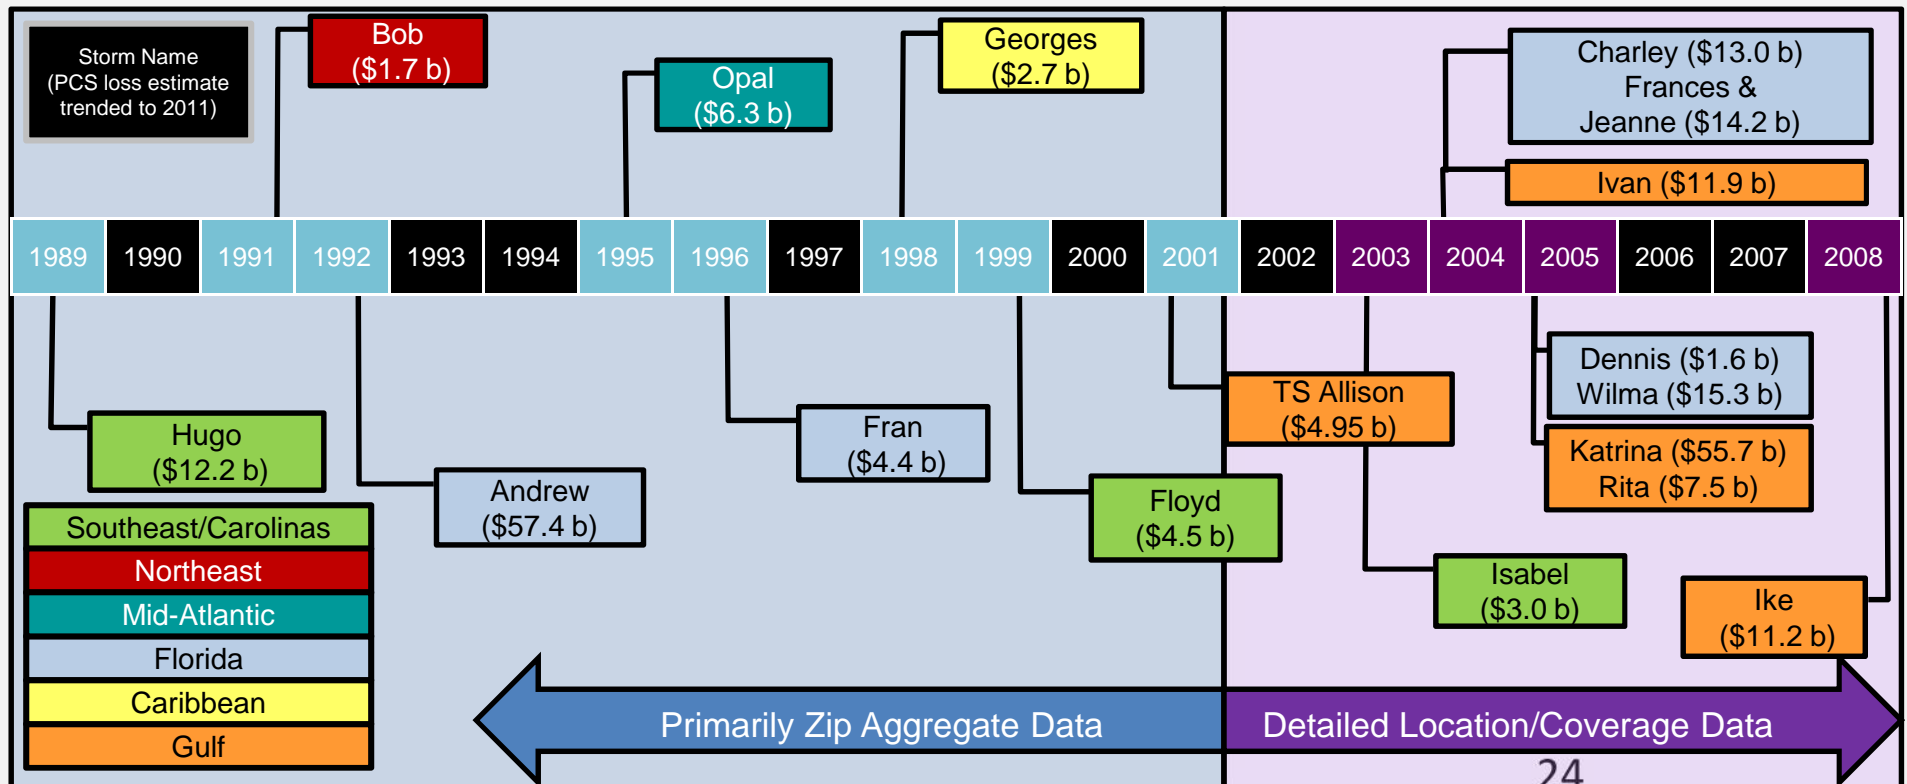 Storm Name
(PCS loss estimate
trended to 2011)
Bob
($1.7 b)
Opal
($6.3 b)
Georges
($2.7 b)
Charley ($13.0 b)
Frances &
Jeanne ($14.2 b)
Ivan ($11.9 b)
1989 1990 1991 1992 1993 1994 1995 1996 1997 1998 1999 2000 2001 2002 2003 2004 2005 2006 2007 2008
Hugo
($12.2 b)
Andrew
($57.4 b)
Fran
($4.4 b)
Floyd
($4.5 b)
TS Allison
($4.95 b)
Isabel
($3.0 b)
Dennis ($1.6 b)
Wilma ($15.3 b)
Katrina ($55.7 b)
Rita ($7.5 b)
Ike
($11.2 b)
Southeast/Carolinas
Northeast
Mid-Atlantic
Florida
Caribbean
Gulf
Primarily Zip Aggregate Data
Detailed Location/Coverage Data
24